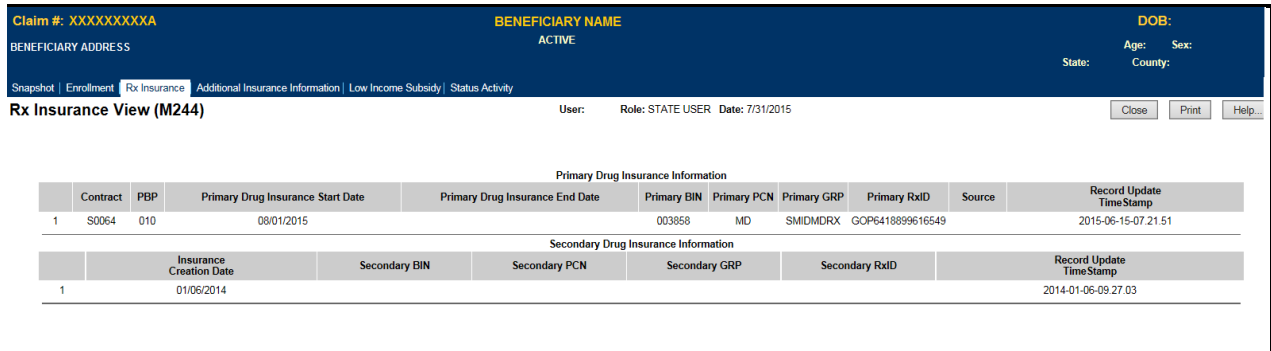 Claim #: XXXXXXXXXA BENEFICIARY NAME DOB:
BENEFICIARY ADDRESS ACTIVE Age: Sex:
State: County:
Snapshot | Enrollment | Rx Insurance | Additional Insurance Information | Low Income Subsidy | Status Activity
Rx Insurance View (M244) User: Role: STATE USER Date: 7/31/2015 Close Print Help...
Primary Drug Insurance Information
Contract PBP Primary Drug Insurance Start Date Primary Drug Insurance End Date Primary BIN Primary PCN Primary GRP Primary RxID Source Record Update TimeStamp
1 S0064 010 08/01/2015 003858 MD SMIDMDRX GOP6418899616549 2015-06-15-07.21.51
Secondary Drug Insurance Information
Insurance Creation Date Secondary BIN Secondary PCN Secondary GRP Secondary RxID Record Update TimeStamp
1 01/06/2014 2014-01-06-09.27.03